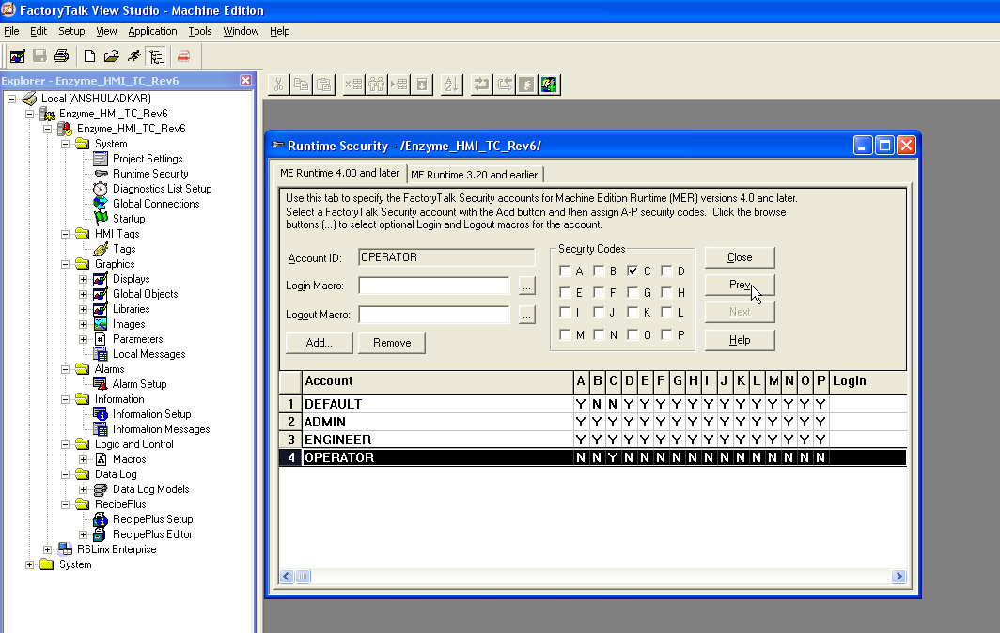 FactoryTalk View Studio - Machine Edition
File Edit Setup View Application Tools Window Help
Explorer - Enzyme_HMI_TC_Rev6
Local (ANSHULADKAR)
Enzyme_HMI_TC_Rev6
Enzyme_HMI_TC_Rev6
System
Project Settings
Runtime Security
Diagnostics List Setup
Global Connections
Startup
HMI Tags
Tags
Graphics
Displays
Global Objects
Libraries
Images
Parameters
Local Messages
Alarms
Alarm Setup
Information
Information Setup
Information Messages
Logic and Control
Macros
Data Log
Data Log Models
RecipePlus
RecipePlus Setup
RecipePlus Editor
RSLinx Enterprise
System
Runtime Security - /Enzyme_HMI_TC_Rev6/
ME Runtime 4.00 and later ME Runtime 3.20 and earlier
Use this tab to specify the FactoryTalk Security accounts for Machine Edition Runtime (MER) versions 4.0 and later.
Select a FactoryTalk Security account with the Add button and then assign A-P security codes. Click the browse
buttons (...) to select optional Login and Logout macros for the account.
Account ID: OPERATOR
Login Macro: ...
Logout Macro: ...
Add... Remove
Security Codes
A B C D
E F G H
I J K L
M N O P
Close
Prev
Next
Help
Account A B C D E F G H I J K L M N O P Login
1 DEFAULT Y N N Y Y Y Y Y Y Y Y Y Y Y Y Y
2 ADMIN Y Y Y Y Y Y Y Y Y Y Y Y Y Y Y Y
3 ENGINEER Y Y Y Y Y Y Y Y Y Y Y Y Y Y Y Y
4 OPERATOR N N Y N N N N N N N N N N N N N